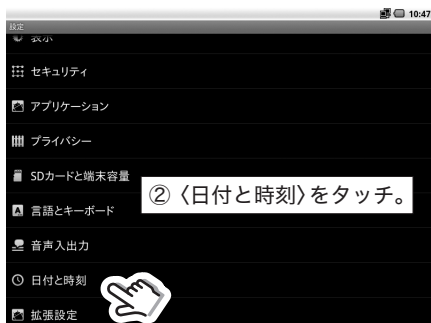 10:47
設定
表示
セキュリティ
アプリケーション
プライバシー
SDカードと端末容量
②〈日付と時刻〉をタッチ。
言語とキーボード
音声入出力
日付と時刻
拡張設定